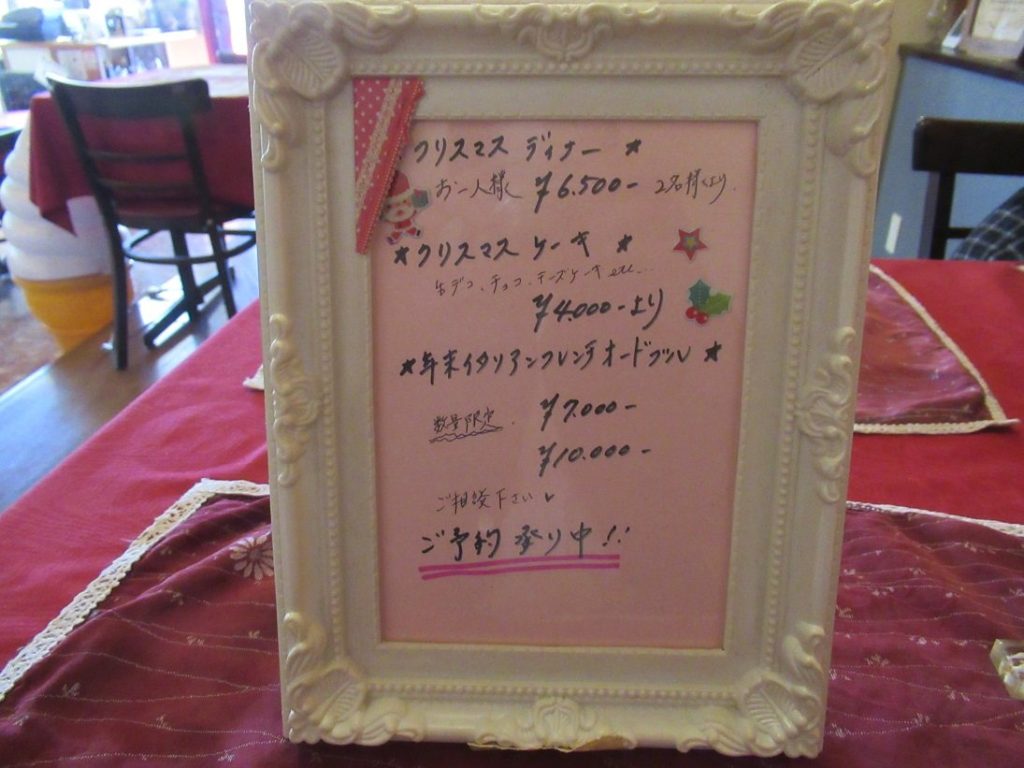 クリスマス ディナー ★
お一人様 ¥6.500- 2名様より
★クリスマス ケーキ ★
生デコ、チョコ、チーズケーキ etc...
¥4.000-より
★年末イタリアンフレンチオードブル★
数量限定 ¥7.000-
¥10.000-
ご相談下さい♥
ご予約 承り中!!